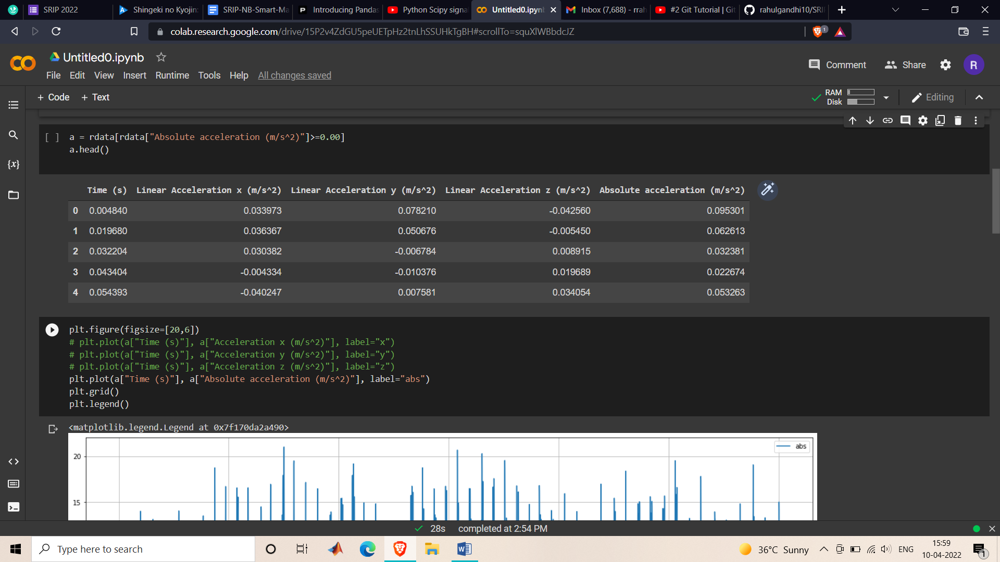 SRIP 2022
Shingeki no Kyojin:
SRIP-NB-Smart-Ma
Introducing Pandas
Python Scipy signa
Untitled0.ipynb
Inbox (7,688) - rrah
#2 Git Tutorial | Git
rahulgandhi10/SRIP
colab.research.google.com/drive/15P2v4ZdGU5peUETpHz2tnLhSSUHkTgBH#scrollTo=squXlWBbdcJZ
1
Untitled0.ipynb
Comment
Share
R
File Edit View Insert Runtime Tools Help All changes saved
+ Code + Text
RAM
Disk
Editing
{x}
[ ] a = rdata[rdata["Absolute acceleration (m/s^2)"]>=0.00]
a.head()
Time (s) Linear Acceleration x (m/s^2) Linear Acceleration y (m/s^2) Linear Acceleration z (m/s^2) Absolute acceleration (m/s^2)
0 0.004840 0.033973 0.078210 -0.042560 0.095301
1 0.019680 0.036367 0.050676 -0.005450 0.062613
2 0.032204 0.030382 -0.006784 0.008915 0.032381
3 0.043404 -0.004334 -0.010376 0.019689 0.022674
4 0.054393 -0.040247 0.007581 0.034054 0.053263
plt.figure(figsize=[20,6])
# plt.plot(a["Time (s)"], a["Acceleration x (m/s^2)"], label="x")
# plt.plot(a["Time (s)"], a["Acceleration y (m/s^2)"], label="y")
# plt.plot(a["Time (s)"], a["Acceleration z (m/s^2)"], label="z")
plt.plot(a["Time (s)"], a["Absolute acceleration (m/s^2)"], label="abs")
plt.grid()
plt.legend()
<matplotlib.legend.Legend at 0x7f170da2a490>
abs
20
15
28s completed at 2:54 PM
Type here to search
36°C Sunny
ENG
15:59
10-04-2022
1